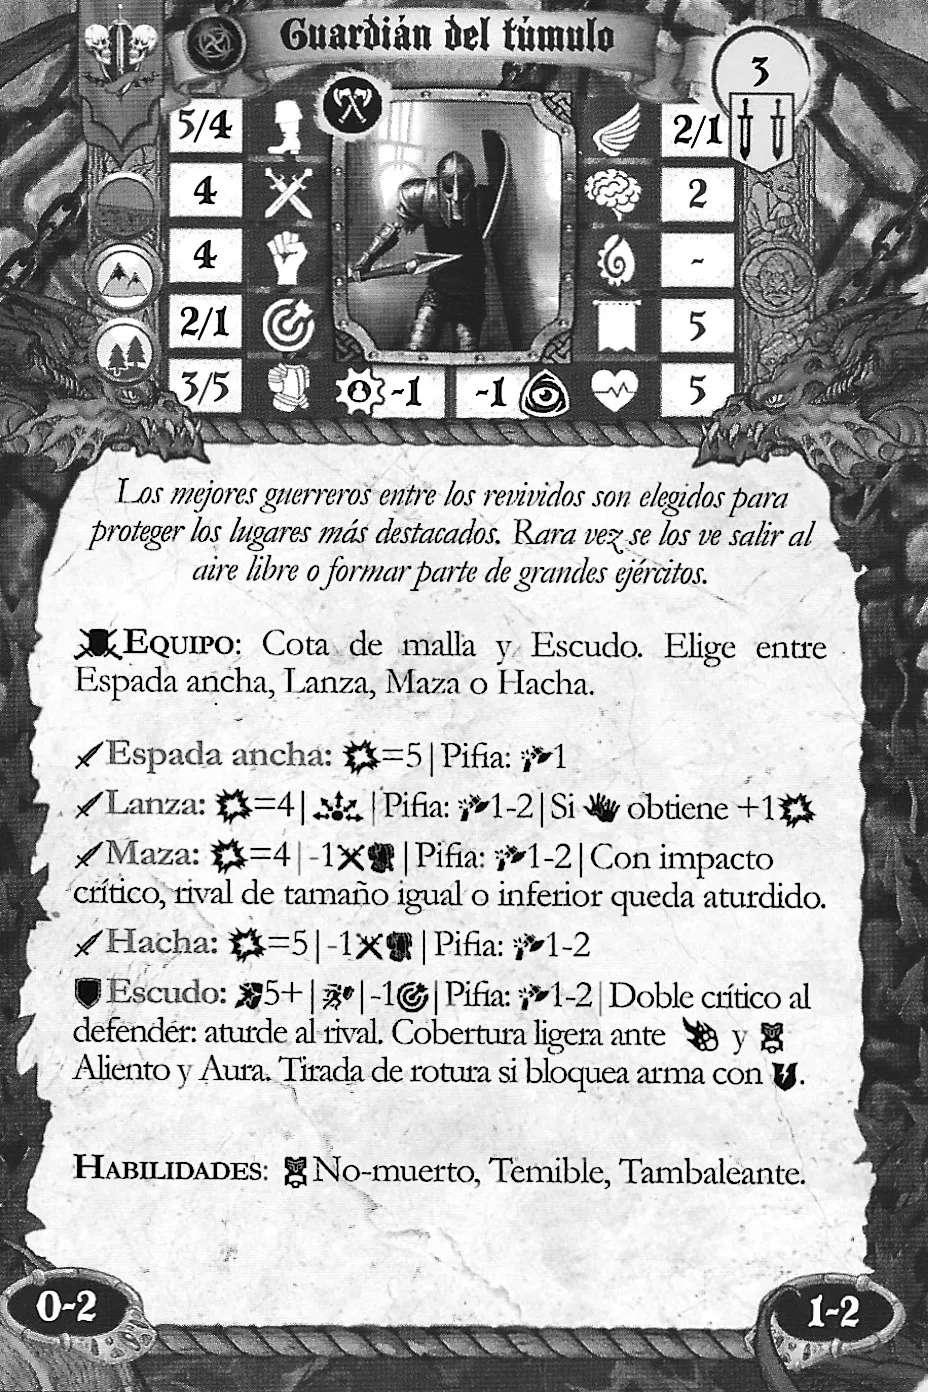 Guardián del túmulo
3
5/4
2/1
4
2
4
-
2/1
5
3/5
-1
-1
5
Los mejores guerreros entre los revividos son elegidos para
proteger los lugares más destacados. Rara vez se los ve salir al
aire libre o formar parte de grandes ejércitos.
EQUIPO: Cota de malla y Escudo. Elige entre
Espada ancha, Lanza, Maza o Hacha.
Espada ancha: =5 | Pifia: 1
Lanza: =4 | | Pifia: 1-2 | Si obtiene +1
Maza: =4 | -1 | Pifia: 1-2 | Con impacto
crítico, rival de tamaño igual o inferior queda aturdido.
Hacha: =5 | -1 | Pifia: 1-2
Escudo: 5+ | | -1 | Pifia: 1-2 | Doble crítico al
defender: aturde al rival. Cobertura ligera ante y
Aliento y Aura. Tirada de rotura si bloquea arma con .
HABILIDADES: No-muerto, Temible, Tambaleante.
0-2
1-2